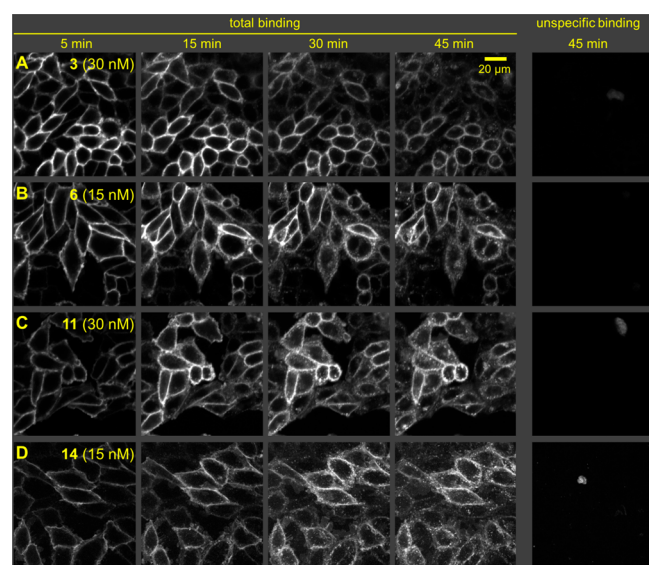 total binding
unspecific binding
5 min
15 min
30 min
45 min
45 min
A
3 (30 nM)
20 µm
B
6 (15 nM)
C
11 (30 nM)
D
14 (15 nM)